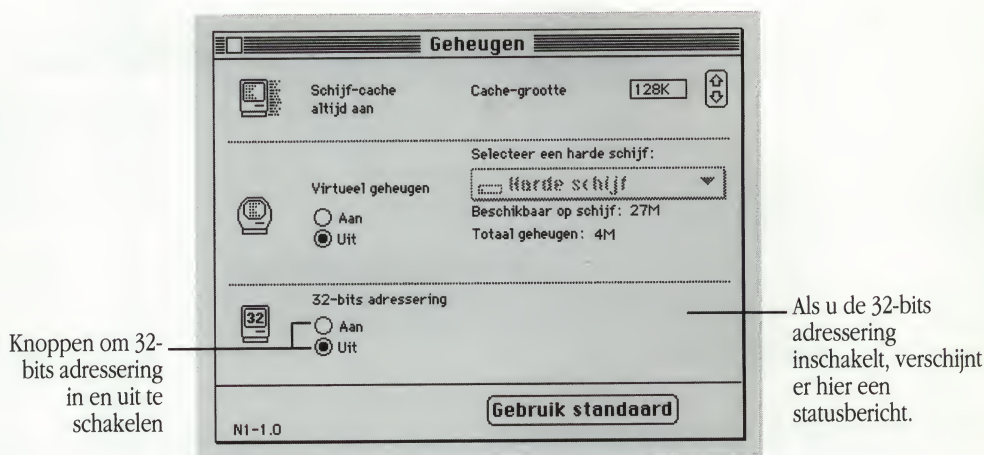 Geheugen
Schijf-cache
altijd aan
Cache-grootte
128K
Selecteer een harde schijf:
Harde schijf
Virtueel geheugen
Aan
Uit
Beschikbaar op schijf: 27M
Totaal geheugen: 4M
32
32-bits adressering
Aan
Uit
Gebruik standaard
N1-1.0
Knoppen om 32-
bits adressering
in en uit te
schakelen
Als u de 32-bits
adressering
inschakelt, verschijnt
er hier een
statusbericht.